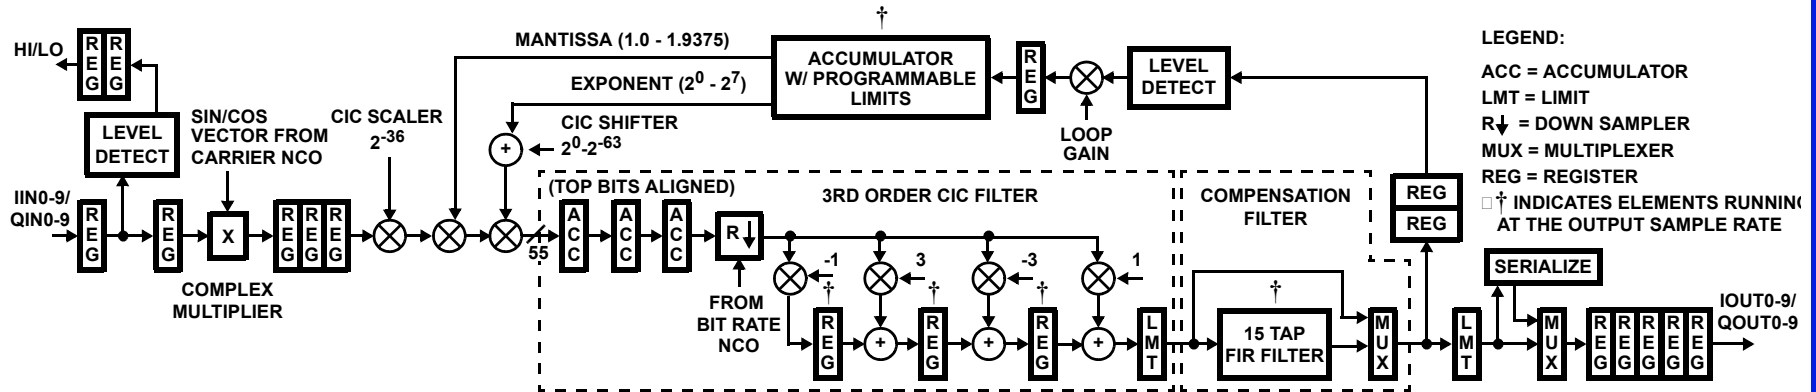 HI/LO
REG
REG
LEVEL
DETECT
IIN0-9/
QIN0-9
REG
REG
SIN/COS
VECTOR FROM
CARRIER NCO
X
COMPLEX
MULTIPLIER
REG
REG
REG
CIC SCALER
2-36
MANTISSA (1.0 - 1.9375)
EXPONENT (20 - 27)
+
CIC SHIFTER
20-2-63
†
ACCUMULATOR
W/ PROGRAMMABLE
LIMITS
REG
LOOP
GAIN
LEVEL
DETECT
55
(TOP BITS ALIGNED)
3RD ORDER CIC FILTER
ACC
ACC
ACC
R
FROM
BIT RATE
NCO
-1
3
-3
1
†
†
†
REG
+
REG
+
REG
+
LMT
COMPENSATION
FILTER
†
15 TAP
FIR FILTER
MUX
REG
REG
LMT
SERIALIZE
MUX
REG
REG
REG
REG
REG
IOUT0-9/
QOUT0-9
LEGEND:
ACC = ACCUMULATOR
LMT = LIMIT
R↓ = DOWN SAMPLER
MUX = MULTIPLEXER
REG = REGISTER
† INDICATES ELEMENTS RUNNING
AT THE OUTPUT SAMPLE RATE